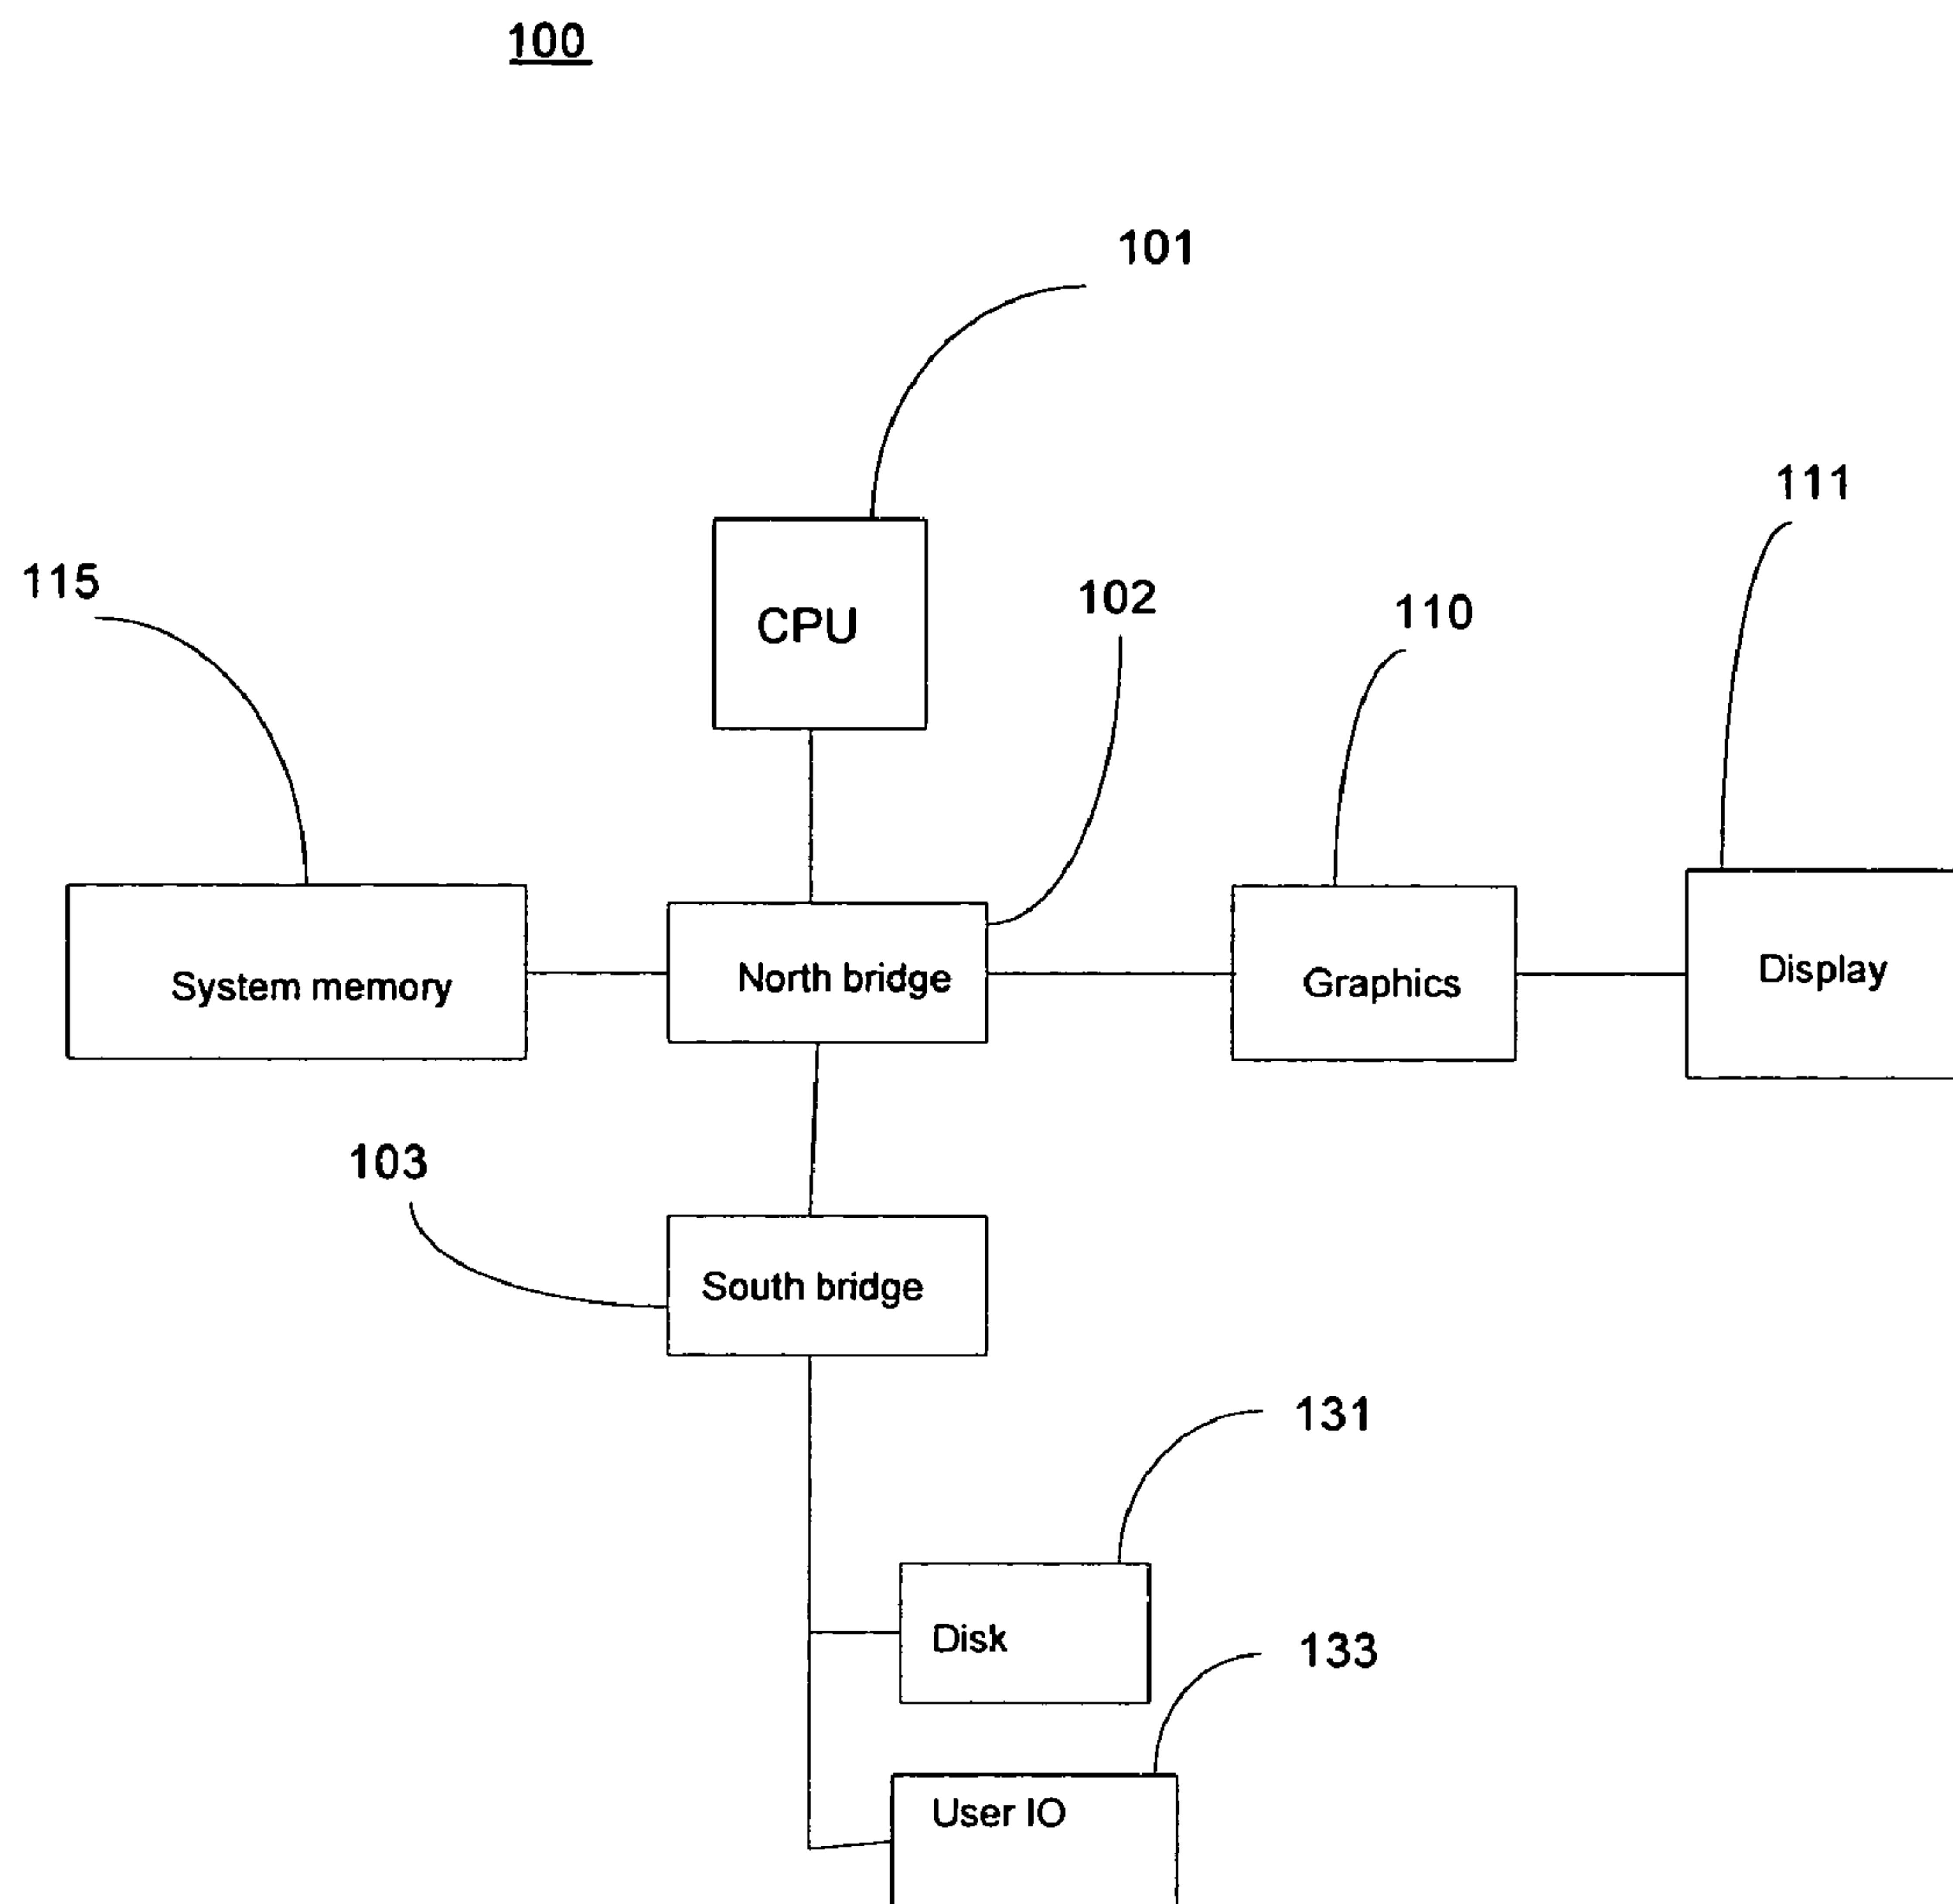 100
101
111
115
102
110
CPU
System memory
North bridge
Graphics
Display
103
South bridge
131
Disk
133
User IO